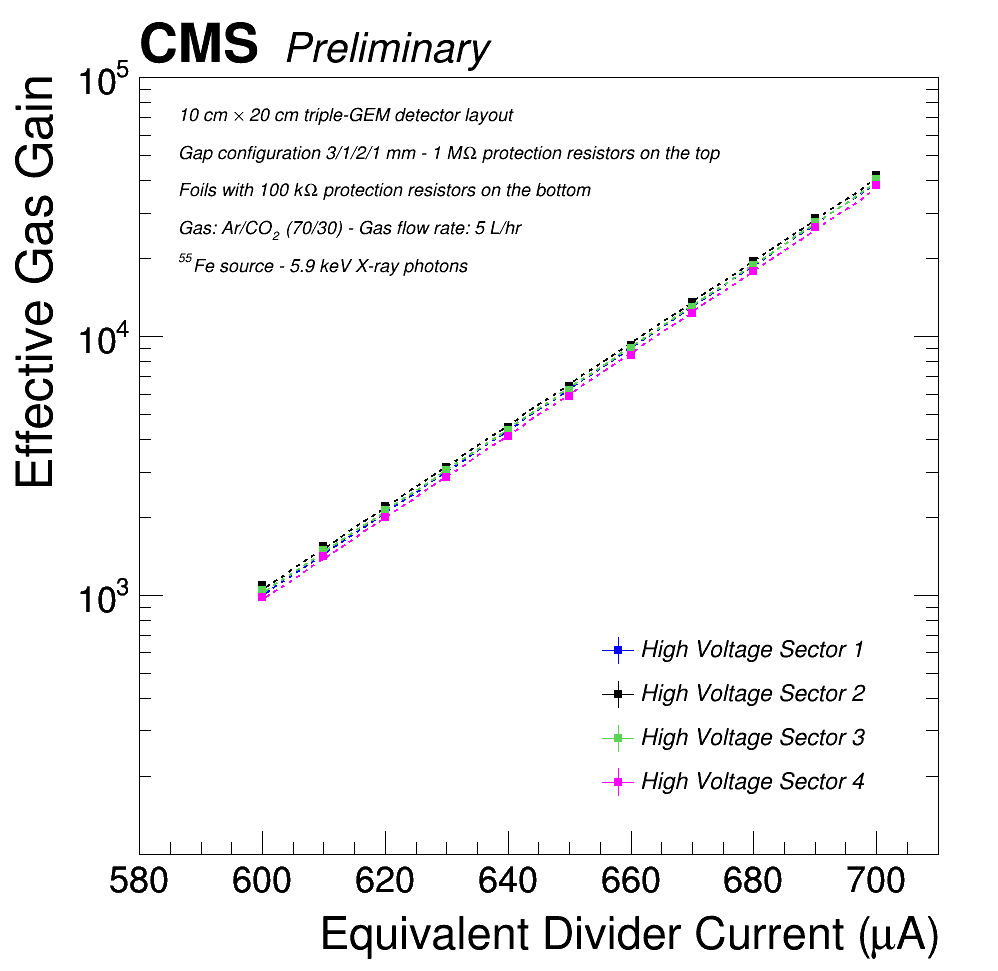 CMS Preliminary
Effective Gas Gain
10⁵
10⁴
10³
10 cm × 20 cm triple-GEM detector layout
Gap configuration 3/1/2/1 mm - 1 MΩ protection resistors on the top
Foils with 100 kΩ protection resistors on the bottom
Gas: Ar/CO₂ (70/30) - Gas flow rate: 5 L/hr
⁵⁵Fe source - 5.9 keV X-ray photons
High Voltage Sector 1
High Voltage Sector 2
High Voltage Sector 3
High Voltage Sector 4
580 600 620 640 660 680 700
Equivalent Divider Current (μA)